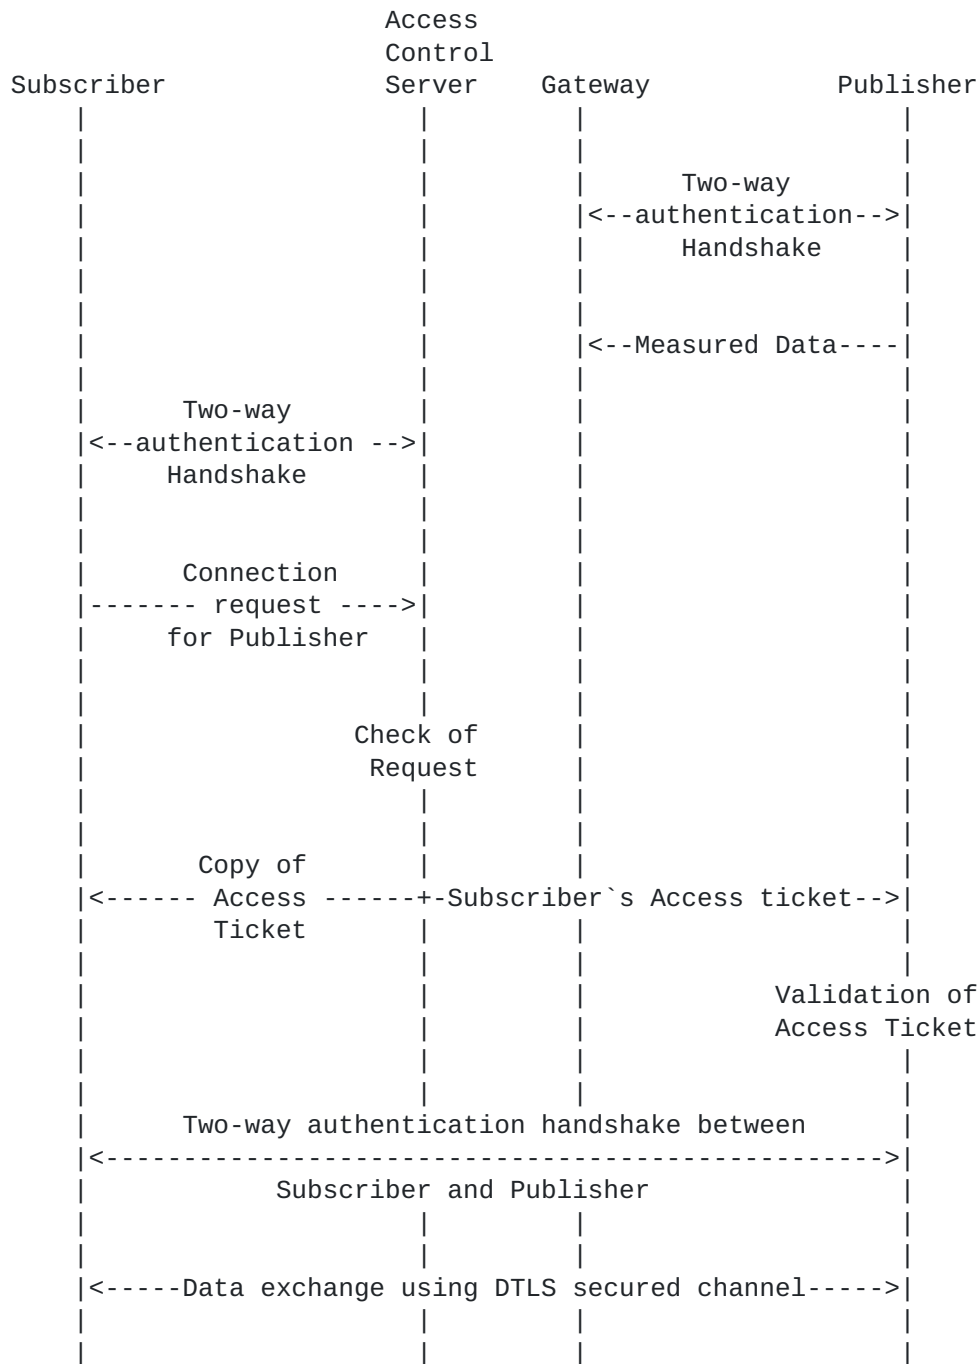 Access
Control
Subscriber Server Gateway Publisher
Two-way
|<--authentication-->|
Handshake
|<--Measured Data----|
Two-way
|<--authentication -->|
Handshake
Connection
|------- request ---->|
for Publisher
Check of
Request
Copy of
|<------ Access ------+-Subscriber`s Access ticket-->|
Ticket
Validation of
Access Ticket
Two-way authentication handshake between
|<-------------------------------------------------->|
Subscriber and Publisher
|<-----Data exchange using DTLS secured channel----->|